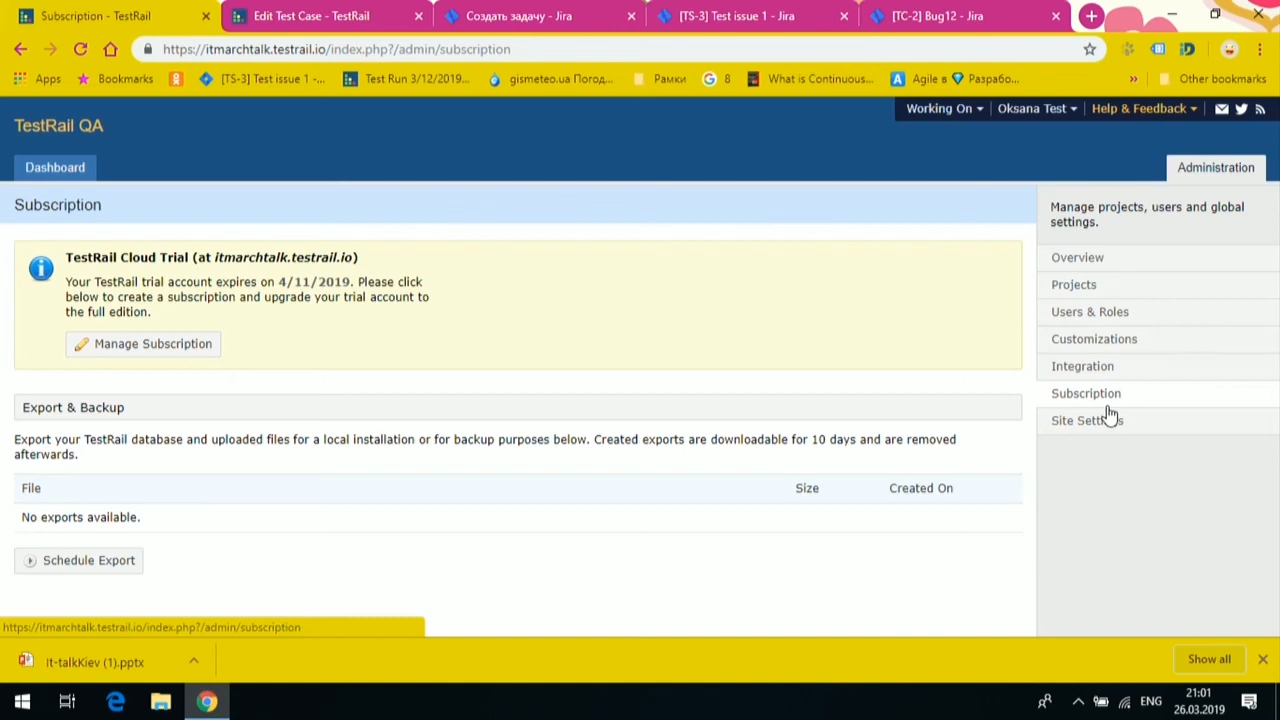 Subscription - TestRail
Edit Test Case - TestRail
Создать задачу - Jira
[TS-3] Test issue 1 - Jira
[TC-2] Bug12 - Jira
https://itmarchtalk.testrail.io/index.php?/admin/subscription
Apps
Bookmarks
[TS-3] Test issue 1 -...
Test Run 3/12/2019...
gismeteo.ua Погод...
Рамки
8
What is Continuous...
Agile в
Разрабо...
»
Other bookmarks
Working On
Oksana Test
Help & Feedback
TestRail QA
Dashboard
Administration
Subscription
Manage projects, users and global
settings.
Overview
Projects
Users & Roles
Customizations
Integration
Subscription
Site Settings
TestRail Cloud Trial (at itmarchtalk.testrail.io)
Your TestRail trial account expires on 4/11/2019. Please click
below to create a subscription and upgrade your trial account to
the full edition.
Manage Subscription
Export & Backup
Export your TestRail database and uploaded files for a local installation or for backup purposes below. Created exports are downloadable for 10 days and are removed
afterwards.
File
Size
Created On
No exports available.
Schedule Export
https://itmarchtalk.testrail.io/index.php?/admin/subscription
It-talkKiev (1).pptx
Show all
ENG
21:01
26.03.2019